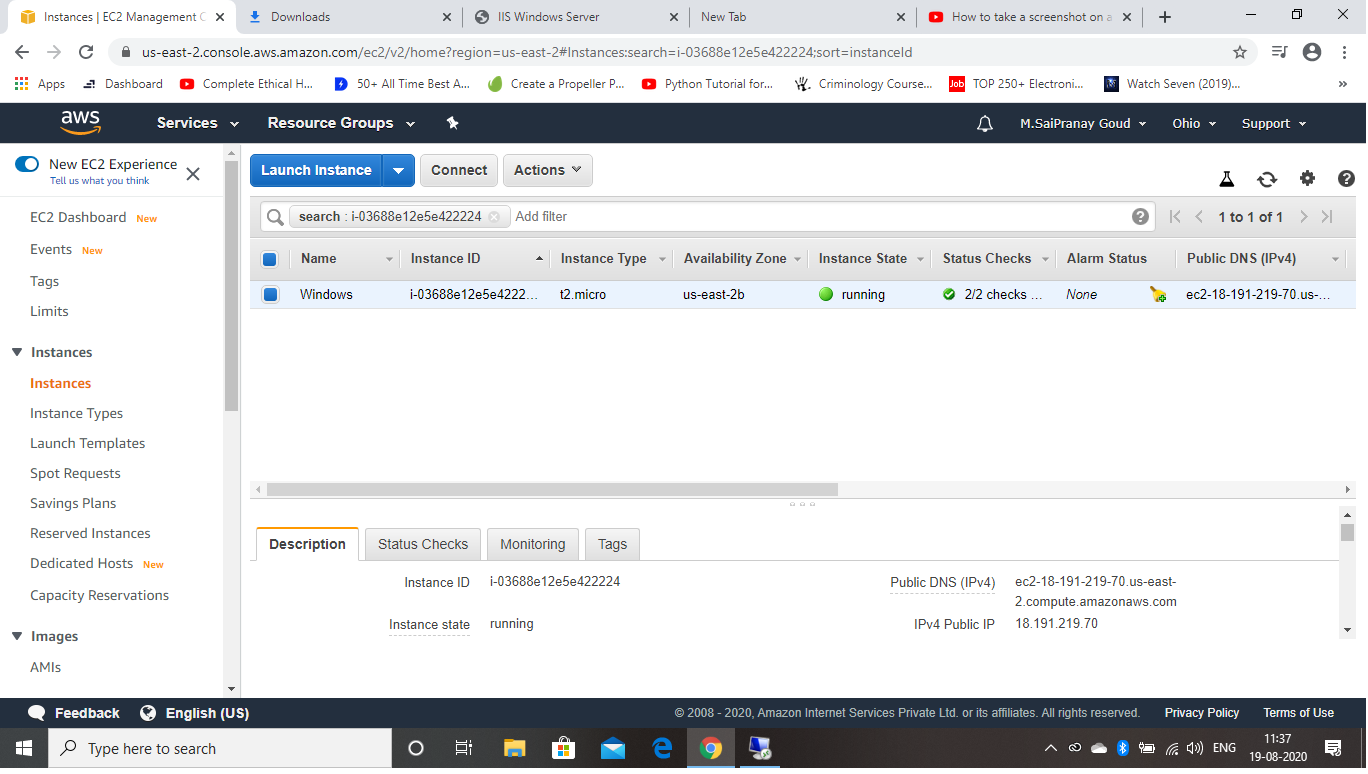 Instances | EC2 Management C
Downloads
IIS Windows Server
New Tab
How to take a screenshot on a
us-east-2.console.aws.amazon.com/ec2/v2/home?region=us-east-2#Instances:search=i-03688e12e5e422224;sort=instanceId
Apps
Dashboard
Complete Ethical H...
50+ All Time Best A...
Create a Propeller P...
Python Tutorial for...
Criminology Course...
Job
TOP 250+ Electroni...
Watch Seven (2019)...
»
aws
Services
Resource Groups
M.SaiPranay Goud
Ohio
Support
New EC2 Experience
Tell us what you think
EC2 Dashboard New
Events New
Tags
Limits
Instances
Instances
Instance Types
Launch Templates
Spot Requests
Savings Plans
Reserved Instances
Dedicated Hosts New
Capacity Reservations
Images
AMIs
Launch Instance
Connect
Actions
search : i-03688e12e5e422224
Add filter
1 to 1 of 1
Name Instance ID Instance Type Availability Zone Instance State Status Checks Alarm Status Public DNS (IPv4)
Windows i-03688e12e5e4222... t2.micro us-east-2b running 2/2 checks ... None ec2-18-191-219-70.us-...
Description
Status Checks
Monitoring
Tags
Instance ID i-03688e12e5e422224
Public DNS (IPv4) ec2-18-191-219-70.us-east-
2.compute.amazonaws.com
Instance state running
IPv4 Public IP 18.191.219.70
Feedback
English (US)
© 2008 - 2020, Amazon Internet Services Private Ltd. or its affiliates. All rights reserved.
Privacy Policy
Terms of Use
Type here to search
ENG
11:37
19-08-2020